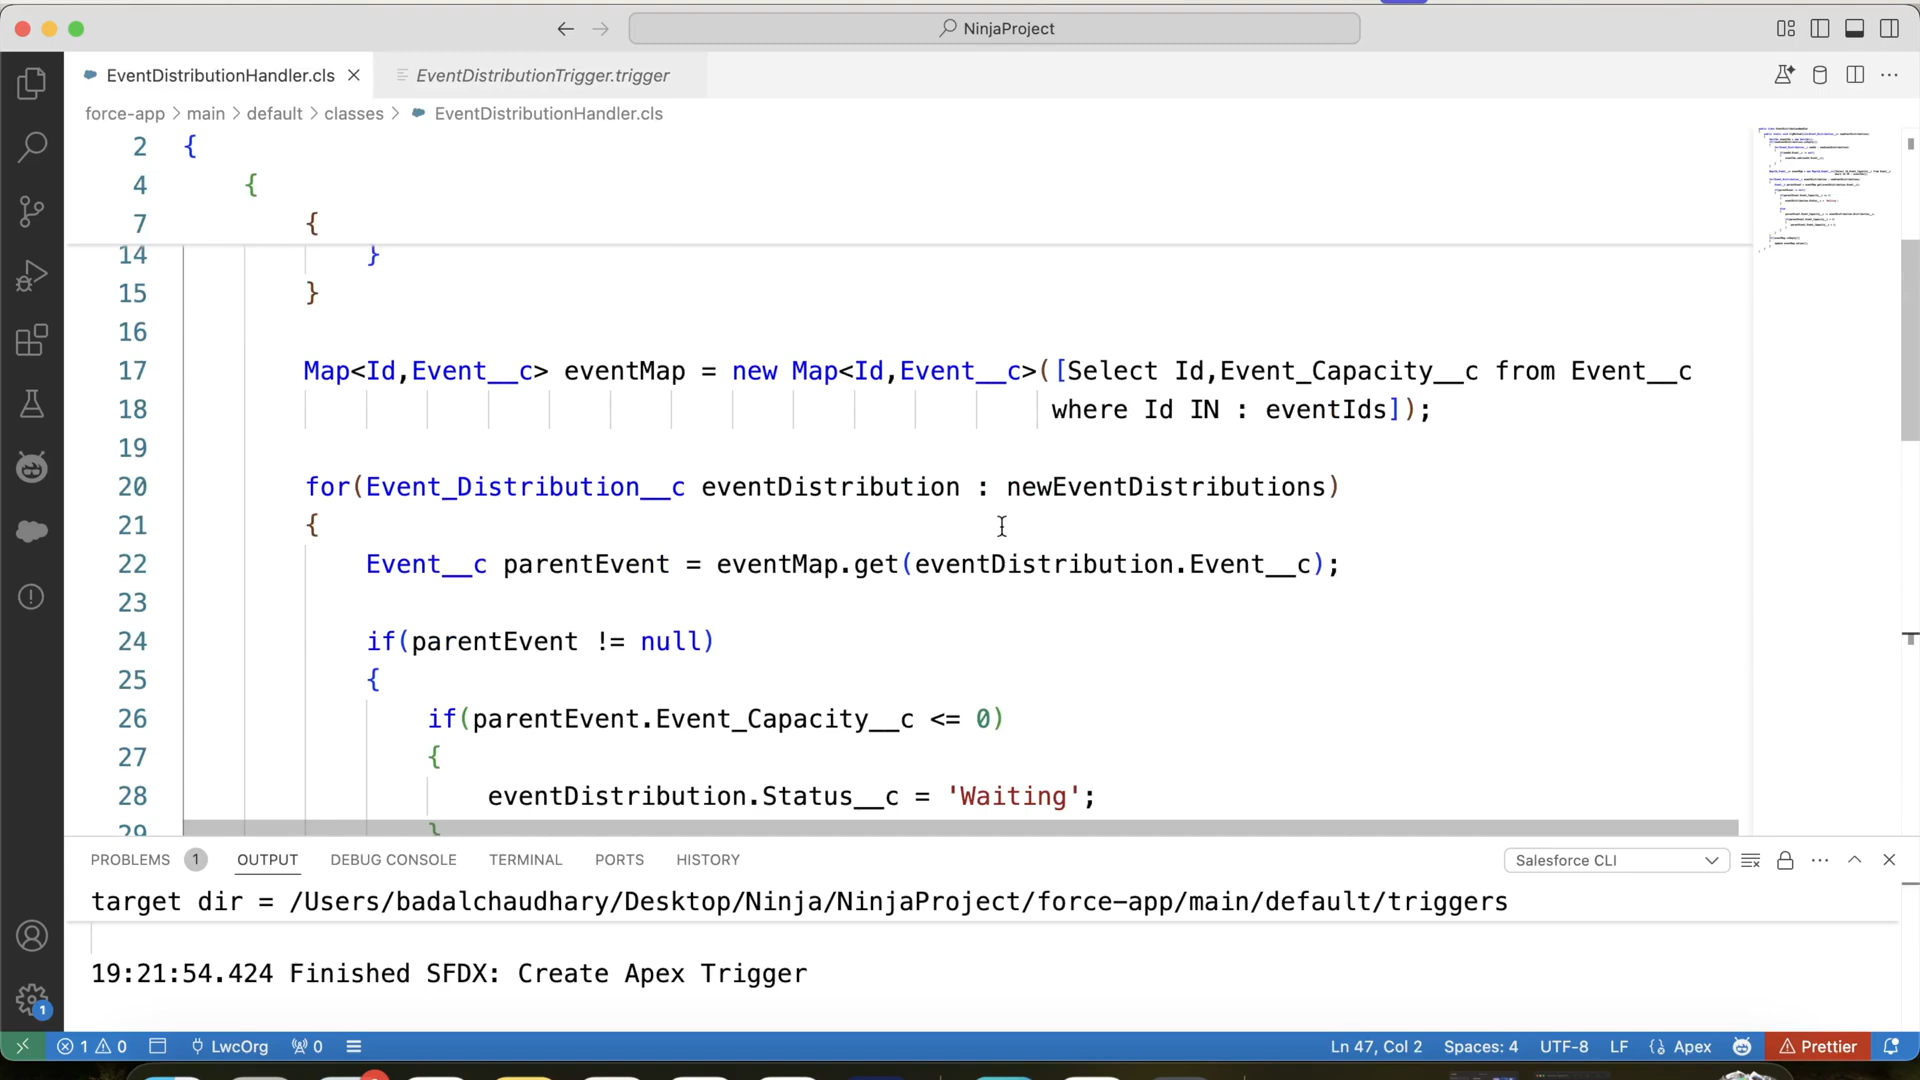 NinjaProject
EventDistributionHandler.cls
EventDistributionTrigger.trigger
force-app > main > default > classes > EventDistributionHandler.cls
2 {
4 {
7 {
14 }
15 }
16
17 Map<Id,Event__c> eventMap = new Map<Id,Event__c>([Select Id,Event_Capacity__c from Event__c
18 where Id IN : eventIds]);
19
20 for(Event_Distribution__c eventDistribution : newEventDistributions)
21 {
22 Event__c parentEvent = eventMap.get(eventDistribution.Event__c);
23
24 if(parentEvent != null)
25 {
26 if(parentEvent.Event_Capacity__c <= 0)
27 {
28 eventDistribution.Status__c = 'Waiting';
29 }
PROBLEMS 1 OUTPUT DEBUG CONSOLE TERMINAL PORTS HISTORY Salesforce CLI
target dir = /Users/badalchaudhary/Desktop/Ninja/NinjaProject/force-app/main/default/triggers
19:21:54.424 Finished SFDX: Create Apex Trigger
1
1 0 LwcOrg 0 Ln 47, Col 2 Spaces: 4 UTF-8 LF Apex Prettier